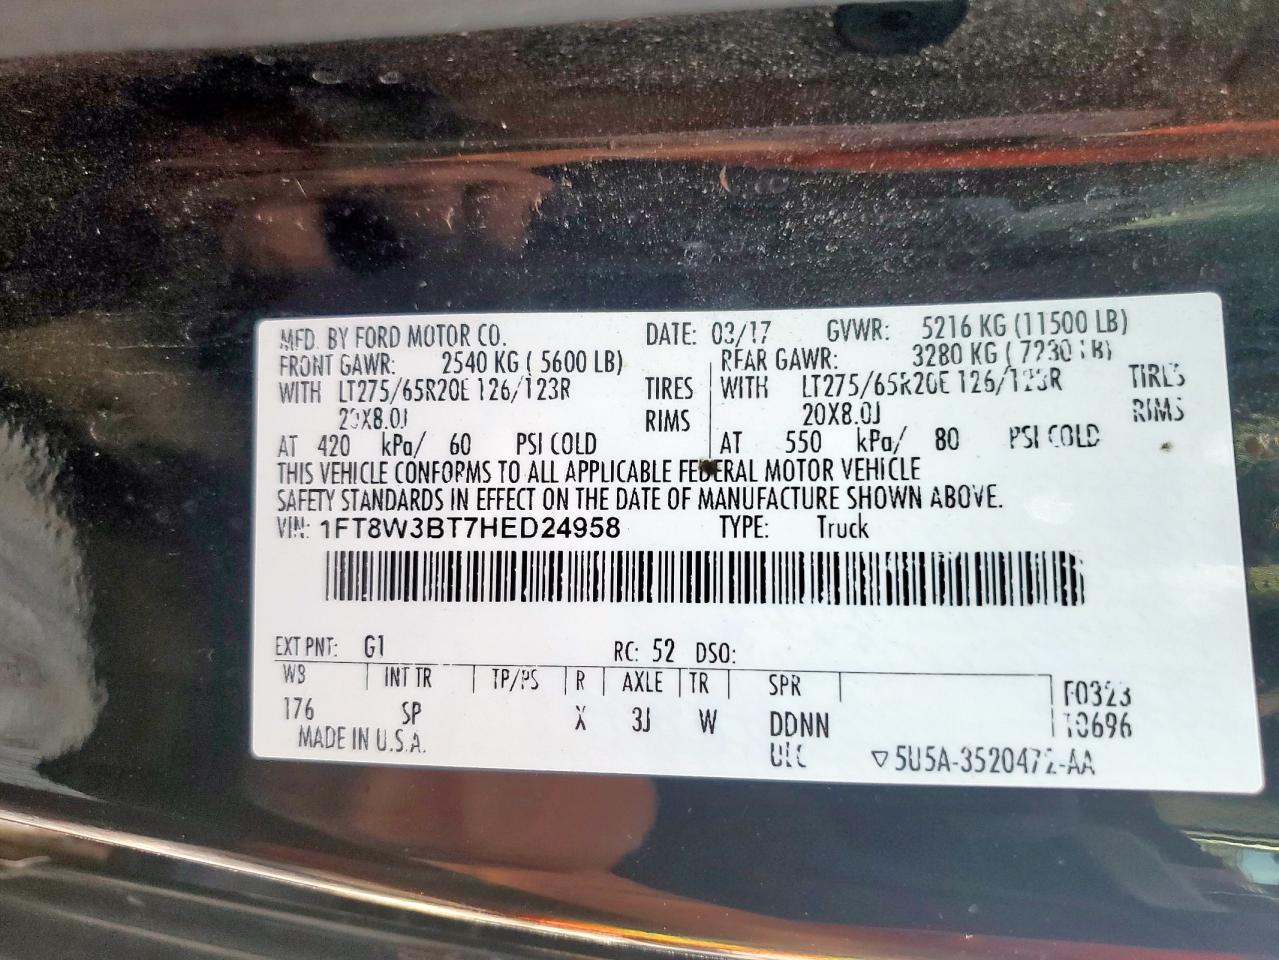 MFD. BY FORD MOTOR CO. DATE: 03/17 GVWR: 5216 KG (11500 LB)
FRONT GAWR: 2540 KG ( 5600 LB) REAR GAWR: 3280 KG ( 7230 LB)
WITH LT275/65R20E 126/123R TIRES WITH LT275/65R20E 126/123R TIRES
20X8.0J RIMS 20X8.0J RIMS
AT 420 kPa/ 60 PSI COLD AT 550 kPa/ 80 PSI COLD
THIS VEHICLE CONFORMS TO ALL APPLICABLE FEDERAL MOTOR VEHICLE
SAFETY STANDARDS IN EFFECT ON THE DATE OF MANUFACTURE SHOWN ABOVE.
VIN: 1FT8W3BT7HED24958 TYPE: Truck
EXT PNT: G1 RC: 52 DSO:
WB INT TR TP/PS R AXLE TR SPR F0323
176 SP X 3J W DDNN 10696
MADE IN U.S.A. ▽5U5A-3520472-AA